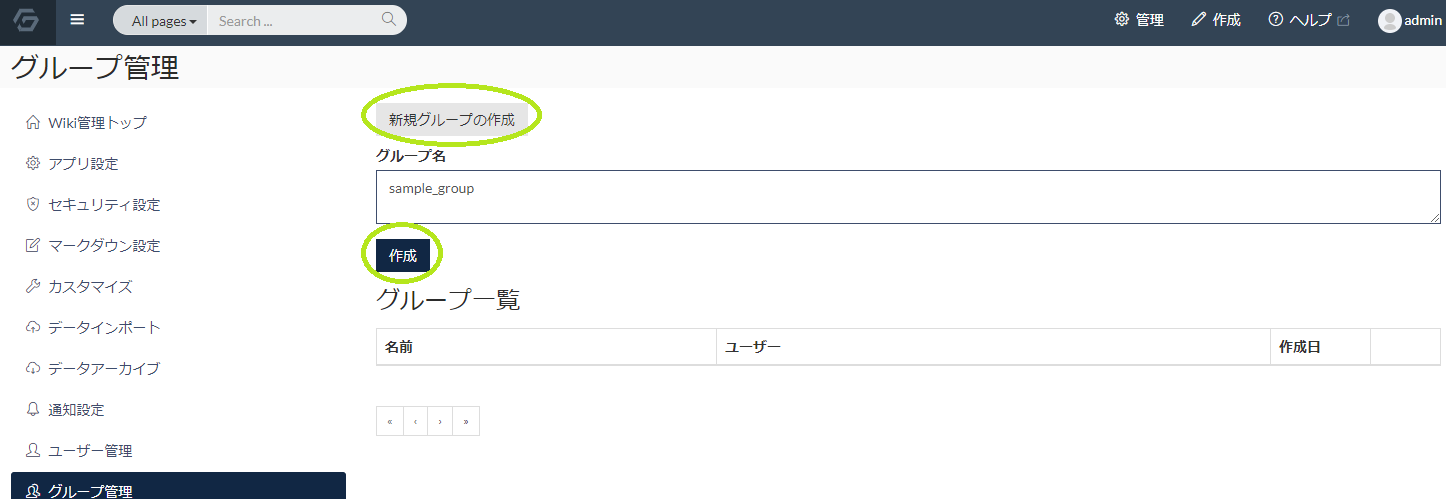 All pages Search ... 管理 作成 ヘルプ admin
グループ管理
Wiki管理トップ
アプリ設定
セキュリティ設定
マークダウン設定
カスタマイズ
データインポート
データアーカイブ
通知設定
ユーザー管理
グループ管理
新規グループの作成
グループ名
sample_group
作成
グループ一覧
名前 ユーザー 作成日
« ‹ › »